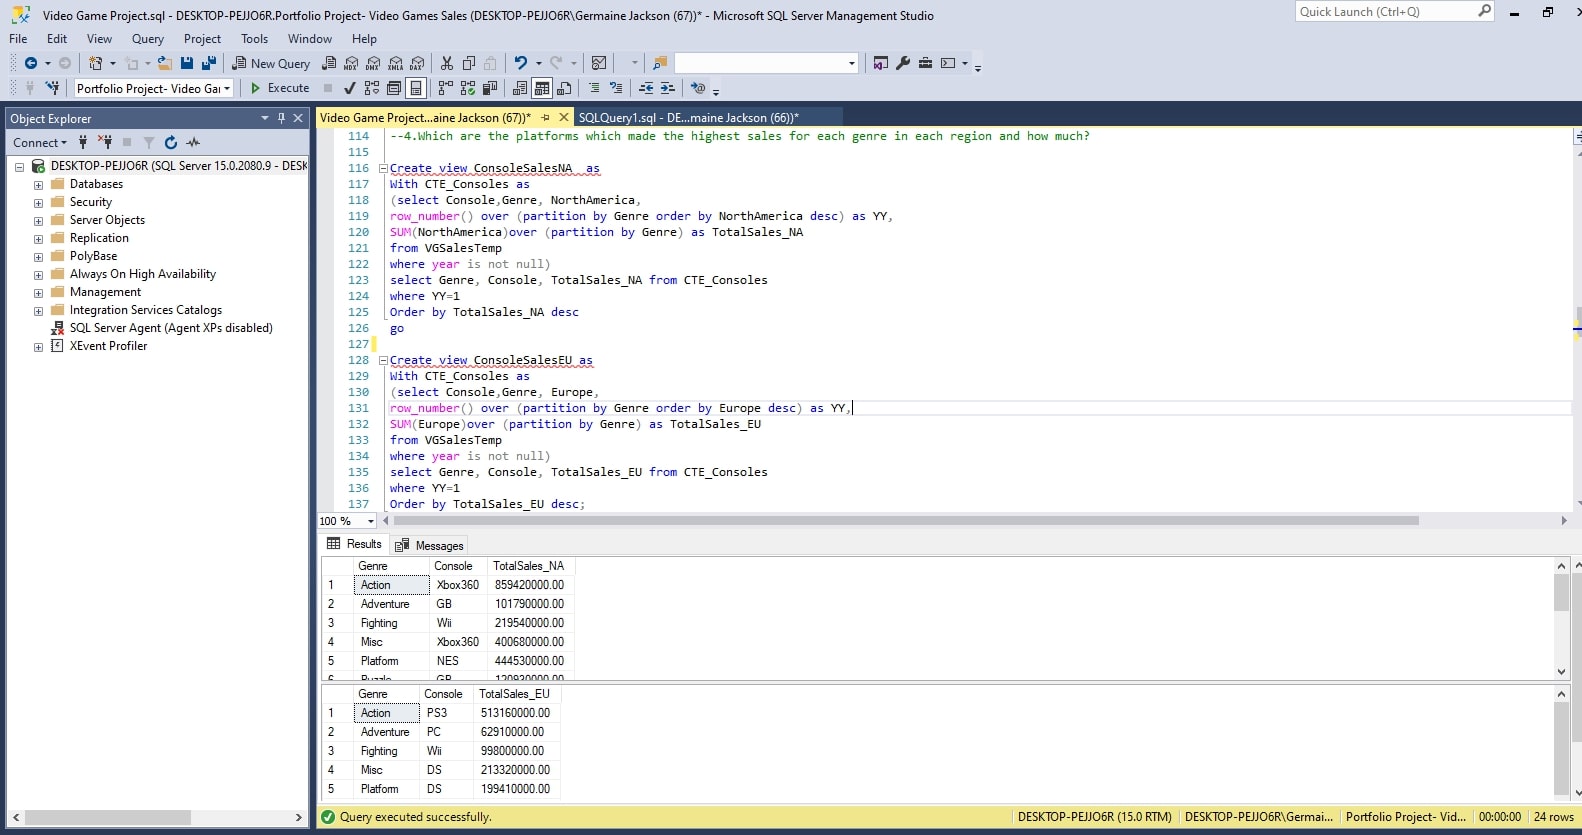 Video Game Project.sql - DESKTOP-PEJJO6R.Portfolio Project- Video Games Sales (DESKTOP-PEJJO6R\Germaine Jackson (67))* - Microsoft SQL Server Management Studio
Quick Launch (Ctrl+Q)
File Edit View Query Project Tools Window Help
New Query MDX DMX XMLA DAX
Portfolio Project- Video Gar Execute
Object Explorer
Video Game Project...aine Jackson (67))* SQLQuery1.sql - DE...maine Jackson (66))*
Connect
DESKTOP-PEJJO6R (SQL Server 15.0.2080.9 - DESK
Databases
Security
Server Objects
Replication
PolyBase
Always On High Availability
Management
Integration Services Catalogs
SQL Server Agent (Agent XPs disabled)
XEvent Profiler
114 --4.Which are the platforms which made the highest sales for each genre in each region and how much?
115
116 Create view ConsoleSalesNA  as
117 With CTE_Consoles as
118 (select Console,Genre, NorthAmerica,
119 row_number() over (partition by Genre order by NorthAmerica desc) as YY,
120 SUM(NorthAmerica)over (partition by Genre) as TotalSales_NA
121 from VGSalesTemp
122 where year is not null)
123 select Genre, Console, TotalSales_NA from CTE_Consoles
124 where YY=1
125 Order by TotalSales_NA desc
126 go
127
128 Create view ConsoleSalesEU as
129 With CTE_Consoles as
130 (select Console,Genre, Europe,
131 row_number() over (partition by Genre order by Europe desc) as YY,
132 SUM(Europe)over (partition by Genre) as TotalSales_EU
133 from VGSalesTemp
134 where year is not null)
135 select Genre, Console, TotalSales_EU from CTE_Consoles
136 where YY=1
137 Order by TotalSales_EU desc;
100 %
Results Messages
Genre Console TotalSales_NA
1 Action Xbox360 859420000.00
2 Adventure GB 101790000.00
3 Fighting Wii 219540000.00
4 Misc Xbox360 400680000.00
5 Platform NES 444530000.00
6 Puzzle GB 120930000.00
Genre Console TotalSales_EU
1 Action PS3 513160000.00
2 Adventure PC 62910000.00
3 Fighting Wii 99800000.00
4 Misc DS 213320000.00
5 Platform DS 199410000.00
Query executed successfully.
DESKTOP-PEJJO6R (15.0 RTM) DESKTOP-PEJJO6R\Germai... Portfolio Project- Vid... 00:00:00 24 rows